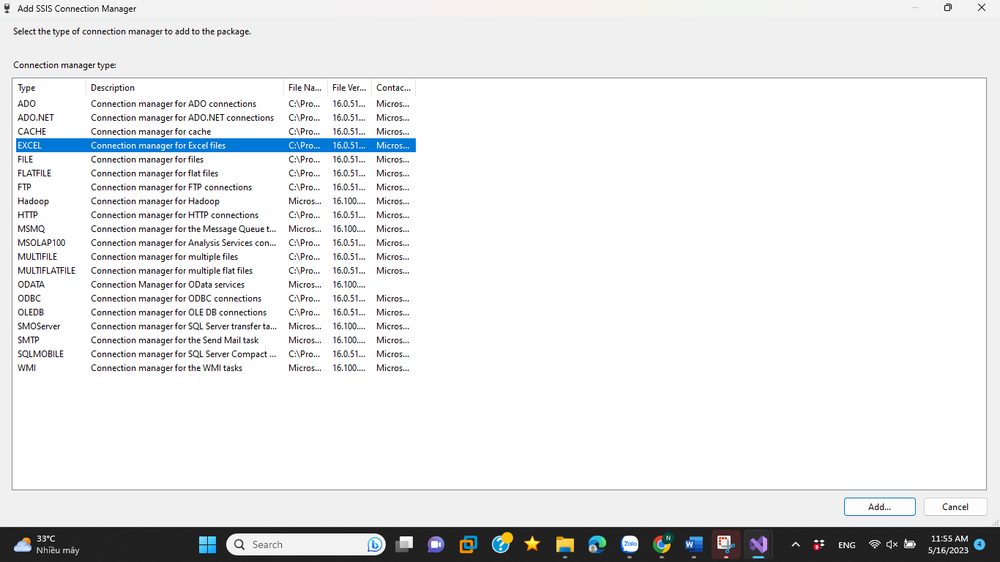 Add SSIS Connection Manager
Select the type of connection manager to add to the package.
Connection manager type:
Type Description File Na... File Ver... Contac...
ADO Connection manager for ADO connections C:\Pro... 16.0.51... Micros...
ADO.NET Connection manager for ADO.NET connections C:\Pro... 16.0.51... Micros...
CACHE Connection manager for cache C:\Pro... 16.0.51... Micros...
EXCEL Connection manager for Excel files C:\Pro... 16.0.51... Micros...
FILE Connection manager for files C:\Pro... 16.0.51... Micros...
FLATFILE Connection manager for flat files C:\Pro... 16.0.51... Micros...
FTP Connection manager for FTP connections C:\Pro... 16.0.51... Micros...
Hadoop Connection manager for Hadoop Micros... 16.100.... Micros...
HTTP Connection manager for HTTP connections C:\Pro... 16.0.51... Micros...
MSMQ Connection manager for the Message Queue t... Micros... 16.100.... Micros...
MSOLAP100 Connection manager for Analysis Services con... C:\Pro... 16.0.51... Micros...
MULTIFILE Connection manager for multiple files C:\Pro... 16.0.51... Micros...
MULTIFLATFILE Connection manager for multiple flat files C:\Pro... 16.0.51... Micros...
ODATA Connection Manager for OData services Micros... 16.100....
ODBC Connection manager for ODBC connections C:\Pro... 16.0.51... Micros...
OLEDB Connection manager for OLE DB connections C:\Pro... 16.0.51... Micros...
SMOServer Connection manager for SQL Server transfer ta... Micros... 16.100.... Micros...
SMTP Connection manager for the Send Mail task Micros... 16.100.... Micros...
SQLMOBILE Connection manager for SQL Server Compact ... C:\Pro... 16.0.51... Micros...
WMI Connection manager for the WMI tasks Micros... 16.100.... Micros...
Add... Cancel
33°C
Nhiều mây
Search
Zalo
N
9
ENG
11:55 AM
5/16/2023
4